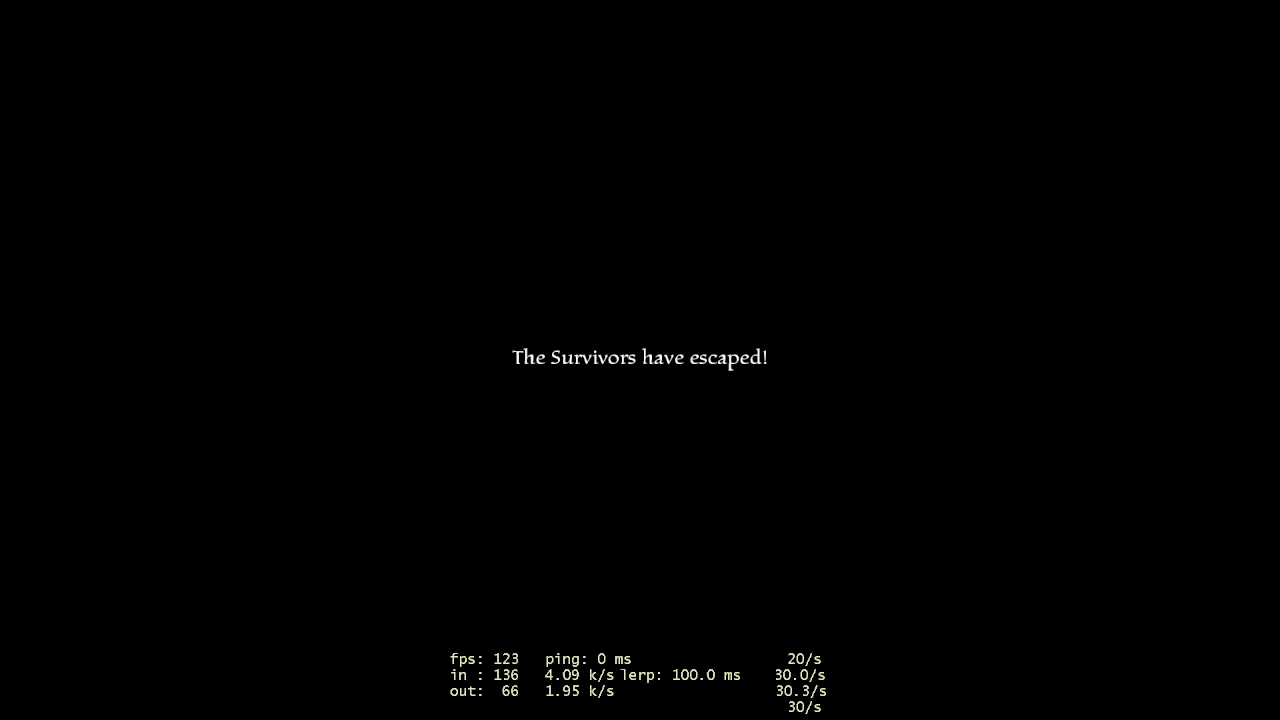 The Survivors have escaped!
fps: 123 ping: 0 ms 20/s
in : 136 4.09 k/s lerp: 100.0 ms 30.0/s
out: 66 1.95 k/s 30.3/s
30/s